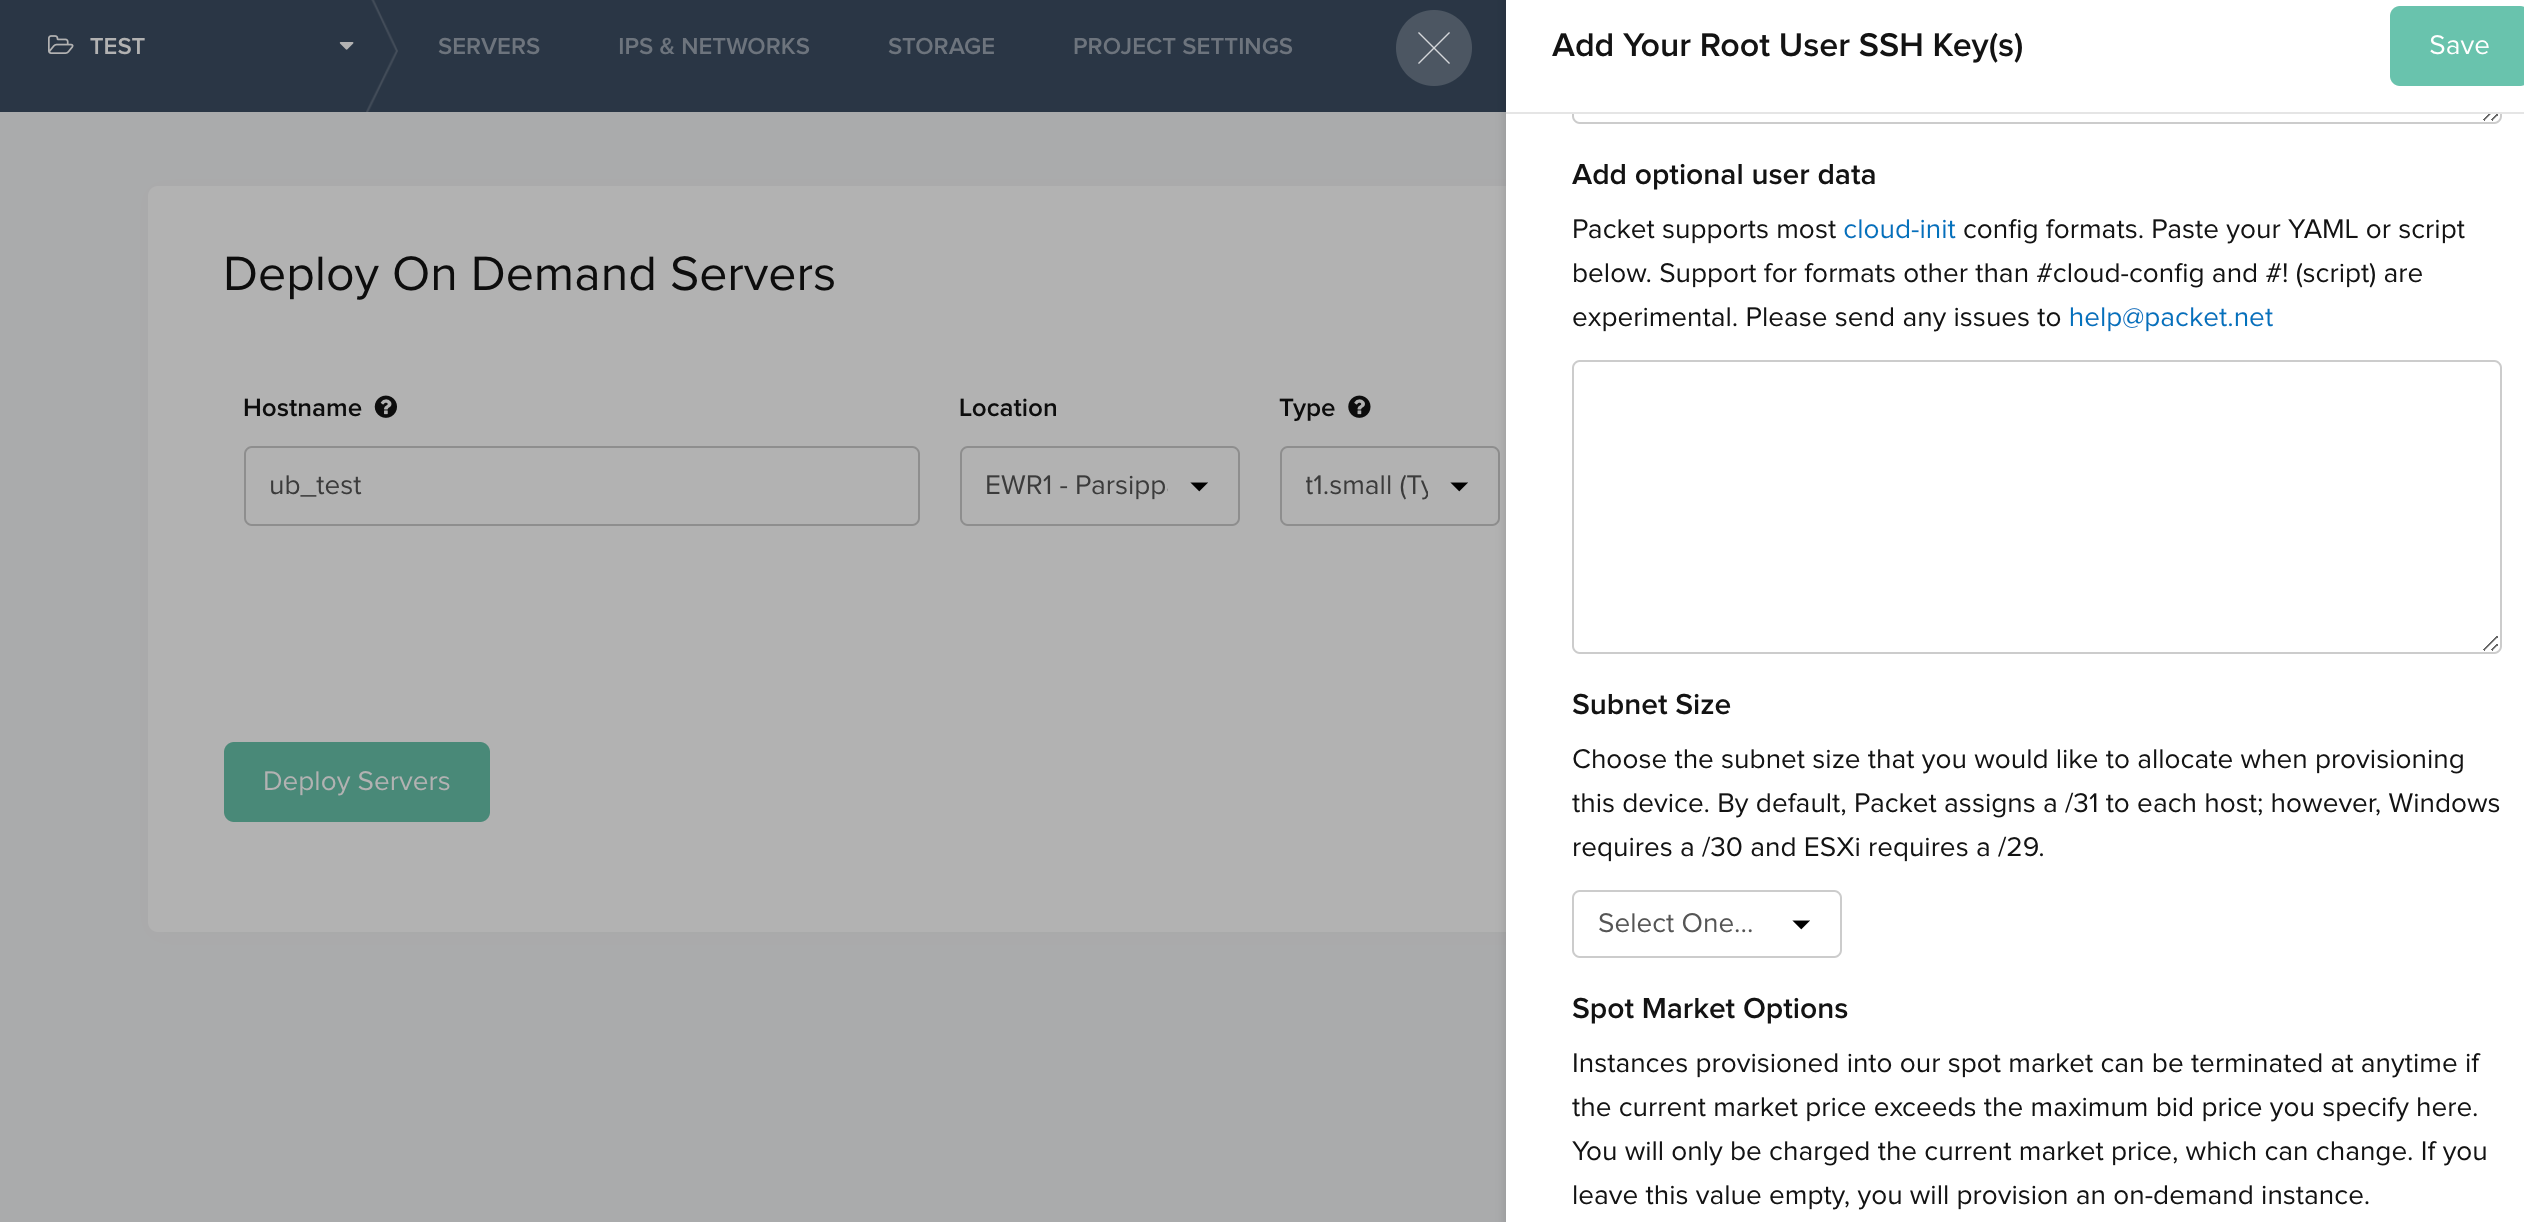 TEST
SERVERS
IPS & NETWORKS
STORAGE
PROJECT SETTINGS
Deploy On Demand Servers
Hostname
Location
Type
ub_test
EWR1 - Parsipp
t1.small (Ty
Deploy Servers
Add Your Root User SSH Key(s)
Save
Add optional user data
Packet supports most cloud-init config formats. Paste your YAML or script
below. Support for formats other than #cloud-config and #! (script) are
experimental. Please send any issues to help@packet.net
Subnet Size
Choose the subnet size that you would like to allocate when provisioning
this device. By default, Packet assigns a /31 to each host; however, Windows
requires a /30 and ESXi requires a /29.
Select One...
Spot Market Options
Instances provisioned into our spot market can be terminated at anytime if
the current market price exceeds the maximum bid price you specify here.
You will only be charged the current market price, which can change. If you
leave this value empty, you will provision an on-demand instance.